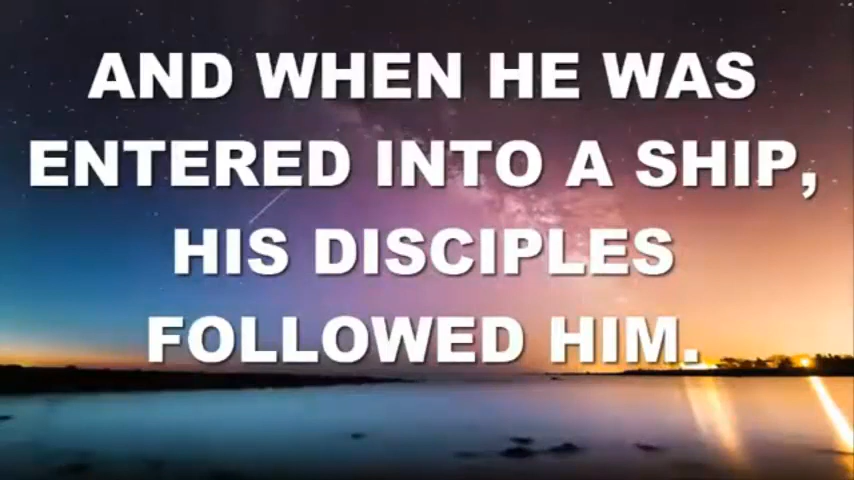 AND WHEN HE WAS
ENTERED INTO A SHIP,
HIS DISCIPLES
FOLLOWED HIM.